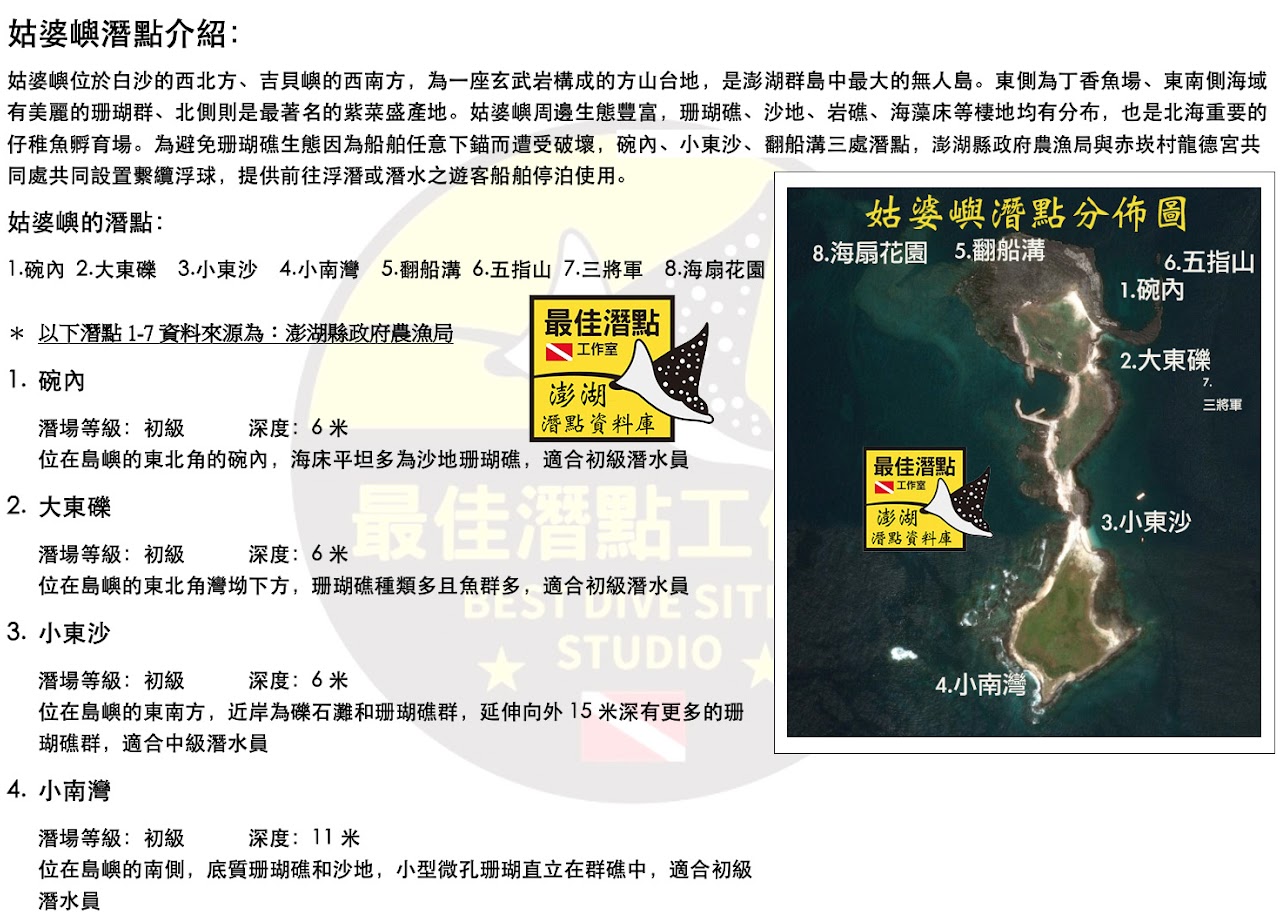 姑婆嶼潛點介紹：
姑婆嶼位於白沙的西北方、吉貝嶼的西南方，為一座玄武岩構成的方山台地，是澎湖群島中最大的無人島。東側為丁香魚場、東南側海域
有美麗的珊瑚群、北側則是最著名的紫菜盛產地。姑婆嶼周邊生態豐富，珊瑚礁、沙地、岩礁、海藻床等棲地均有分布，也是北海重要的
仔稚魚孵育場。為避免珊瑚礁生態因為船舶任意下錨而遭受破壞，碗內、小東沙、翻船溝三處潛點，澎湖縣政府農漁局與赤崁村龍德宮共
同處共同設置繫纜浮球，提供前往浮潛或潛水之遊客船舶停泊使用。
姑婆嶼的潛點：
1.碗內 2.大東礫 3.小東沙 4.小南灣 5.翻船溝 6.五指山 7.三將軍 8.海扇花園
＊ 以下潛點 1-7 資料來源為：澎湖縣政府農漁局
最佳潛點
工作室
澎湖
潛點資料庫
1. 碗內
潛場等級：初級 深度：6 米
位在島嶼的東北角的碗內，海床平坦多為沙地珊瑚礁，適合初級潛水員
2. 大東礫
潛場等級：初級 深度：6 米
位在島嶼的東北角灣坳下方，珊瑚礁種類多且魚群多，適合初級潛水員
3. 小東沙
潛場等級：初級 深度：6 米
位在島嶼的東南方，近岸為礫石灘和珊瑚礁群，延伸向外 15 米深有更多的珊
瑚礁群，適合中級潛水員
4. 小南灣
潛場等級：初級 深度：11 米
位在島嶼的南側，底質珊瑚礁和沙地，小型微孔珊瑚直立在群礁中，適合初級
潛水員
姑婆嶼潛點分佈圖
8.海扇花園
5.翻船溝
6.五指山
1.碗內
2.大東礫
7.
三將軍
最佳潛點
工作室
澎湖
潛點資料庫
3.小東沙
4.小南灣
最佳潛點工
BEST DIVE SIT
STUDIO